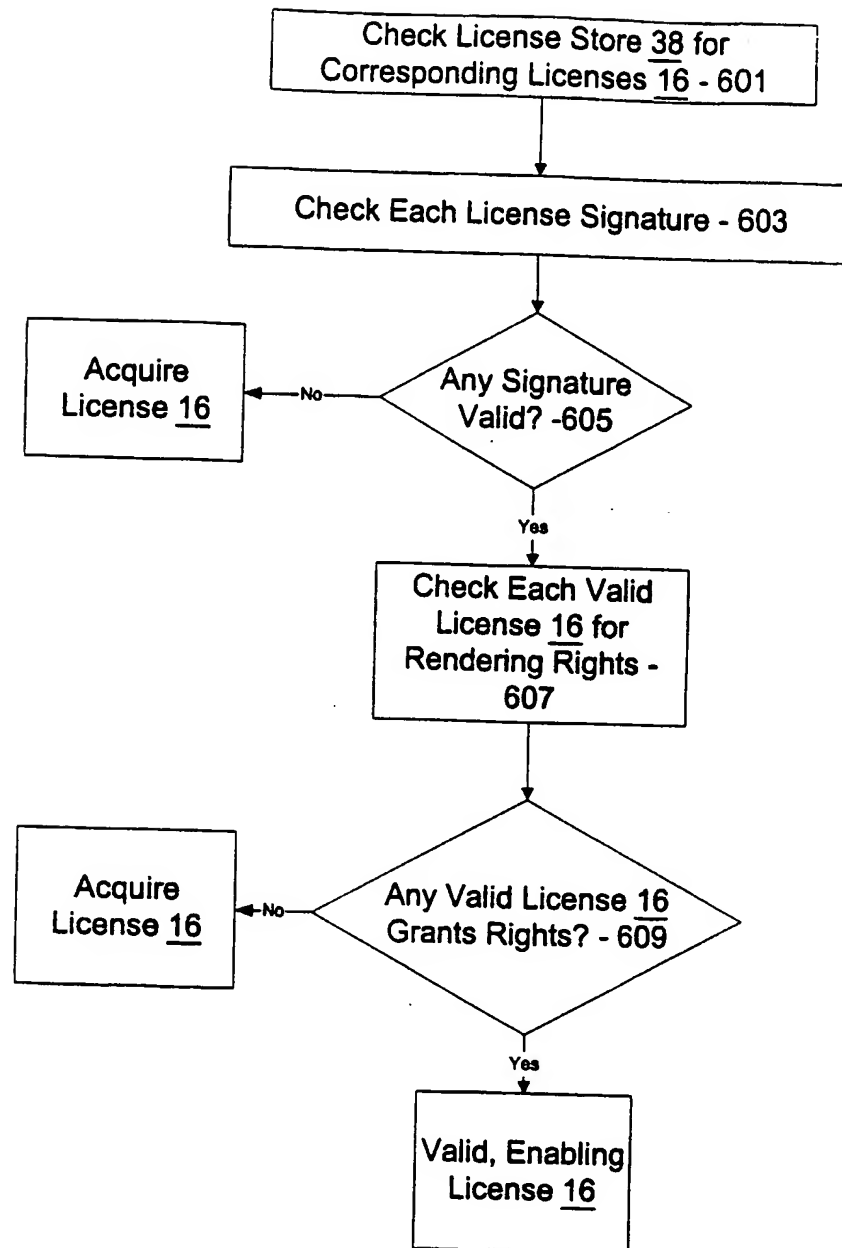 Check License Store 38 for
Corresponding Licenses 16 - 601
Check Each License Signature - 603
Any Signature
Valid? -605
No
Acquire
License 16
Yes
Check Each Valid
License 16 for
Rendering Rights -
607
Any Valid License 16
Grants Rights? - 609
No
Acquire
License 16
Yes
Valid, Enabling
License 16